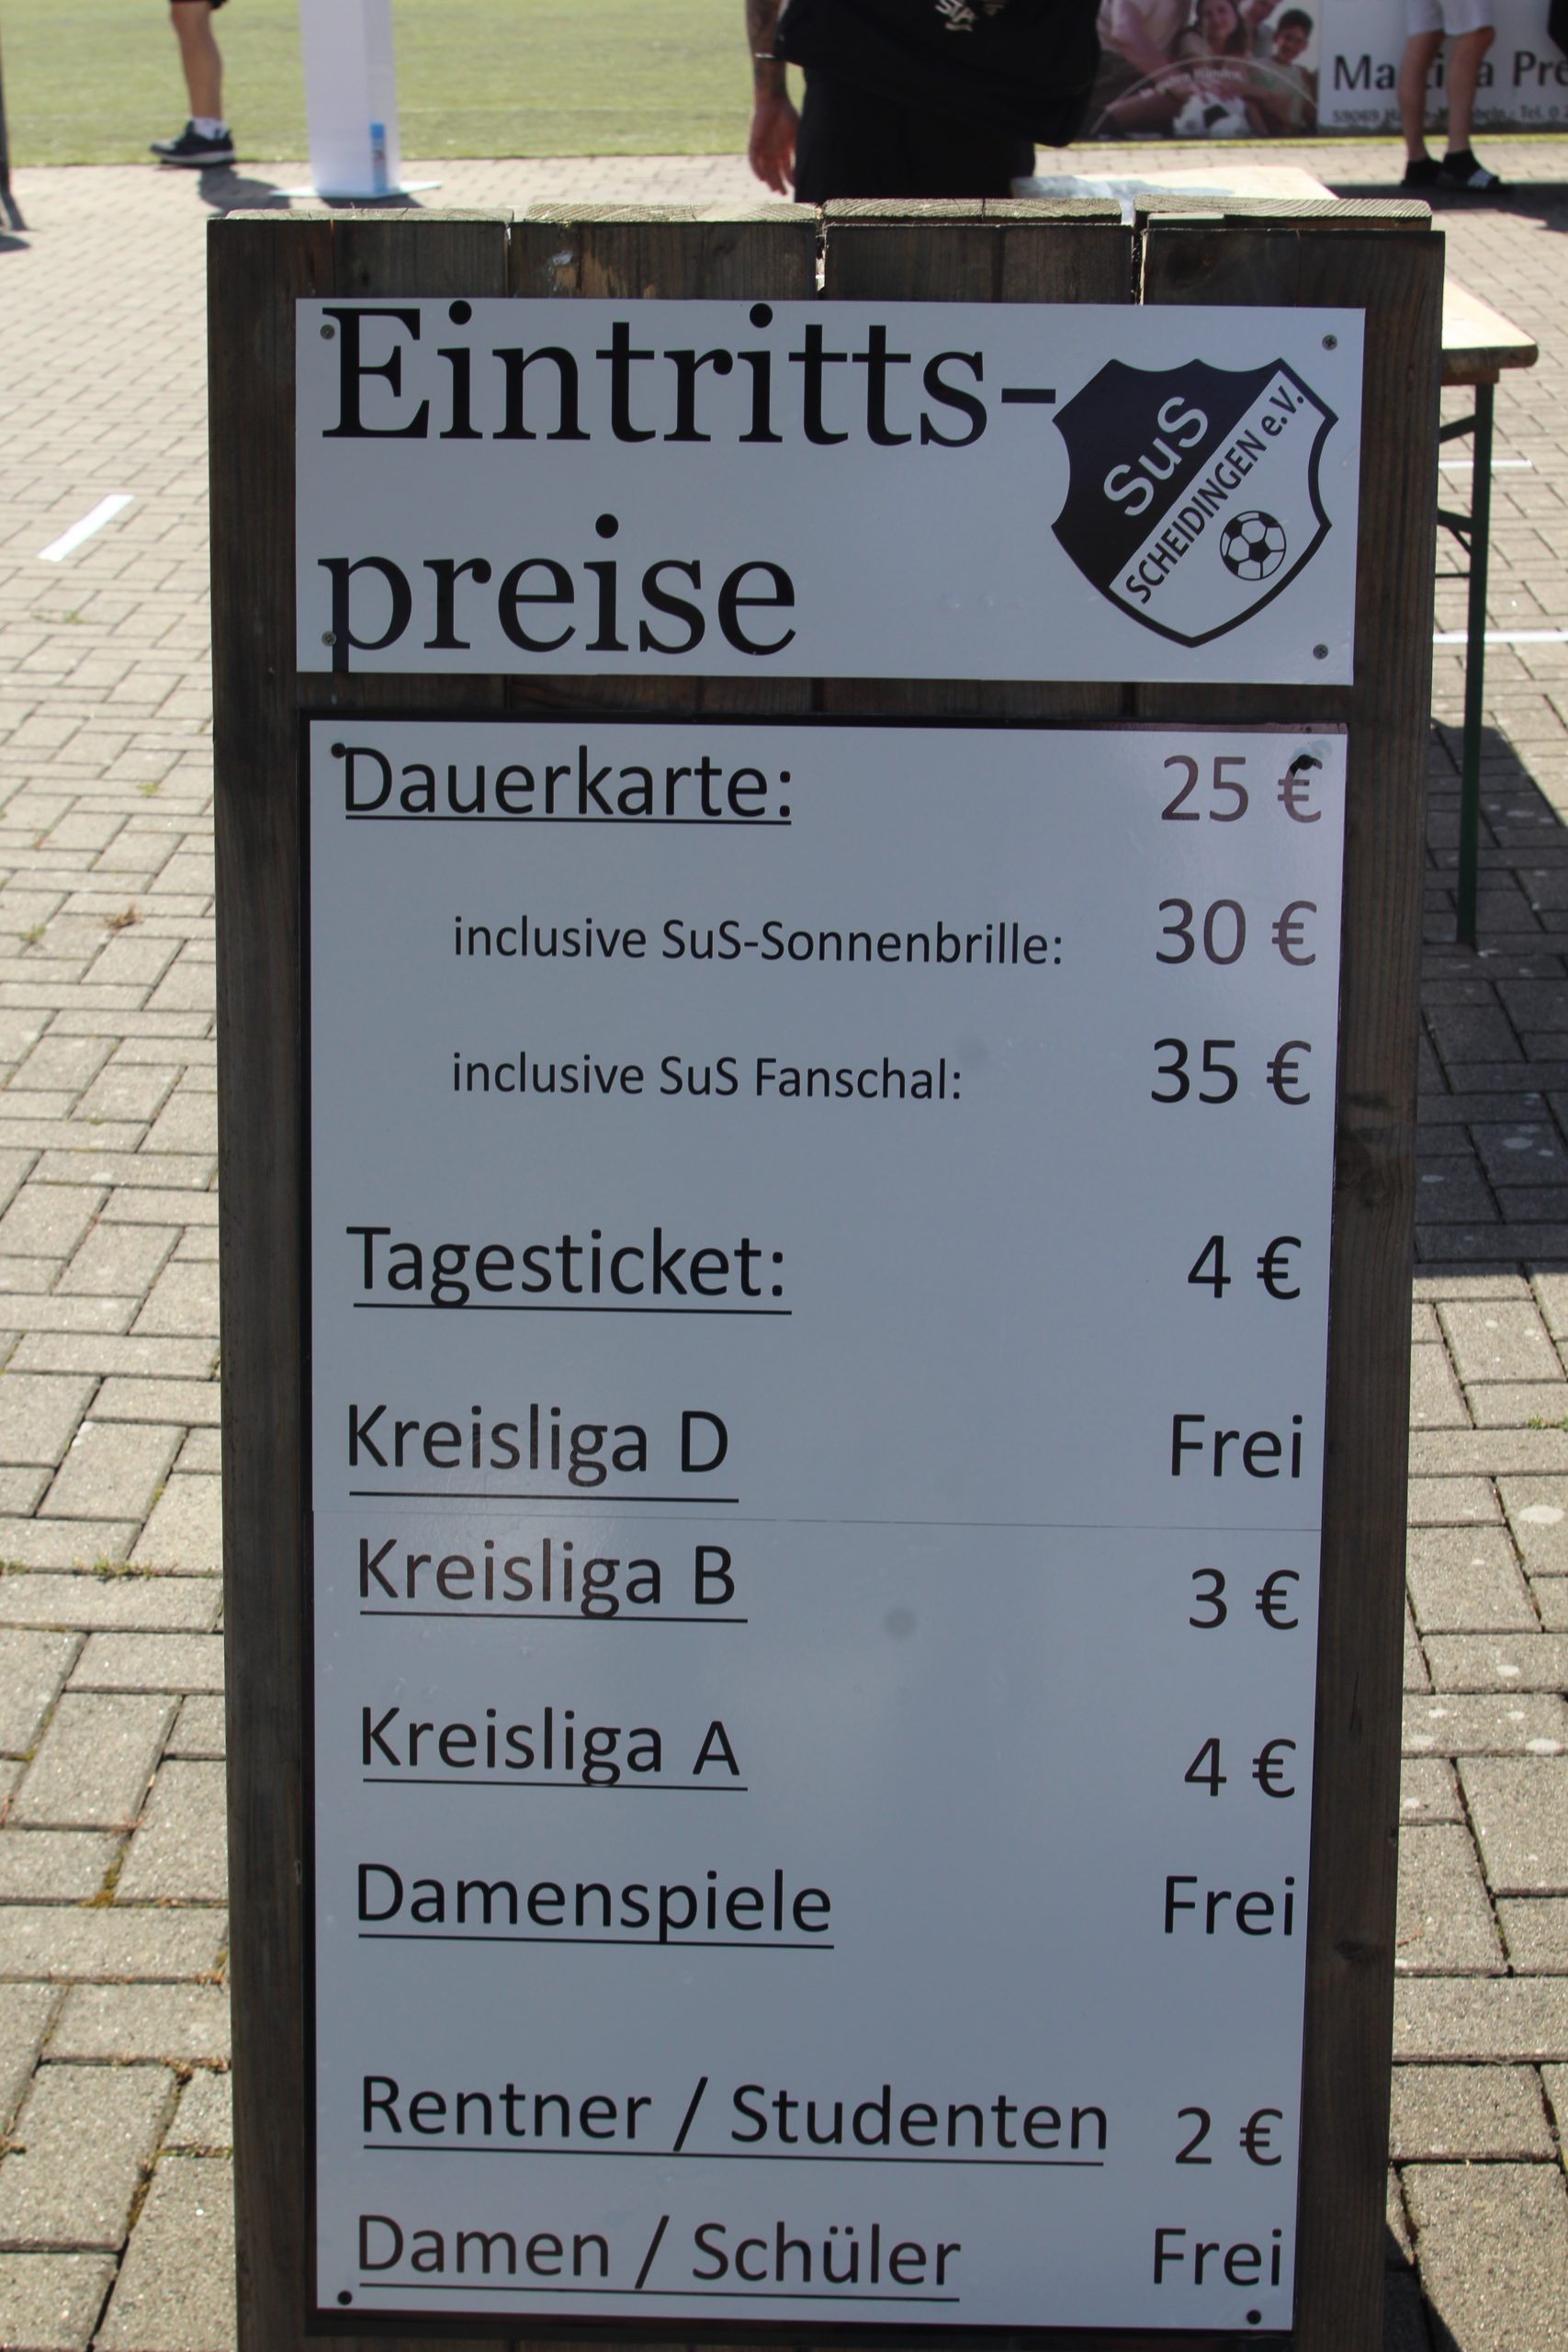 Eintritts-
preise
SuS
SCHEIDINGEN e.V.
Dauerkarte: 25 €
inclusive SuS-Sonnenbrille: 30 €
inclusive SuS Fanschal: 35 €
Tagesticket: 4 €
Kreisliga D Frei
Kreisliga B 3 €
Kreisliga A 4 €
Damenspiele Frei
Rentner / Studenten 2 €
Damen / Schüler Frei